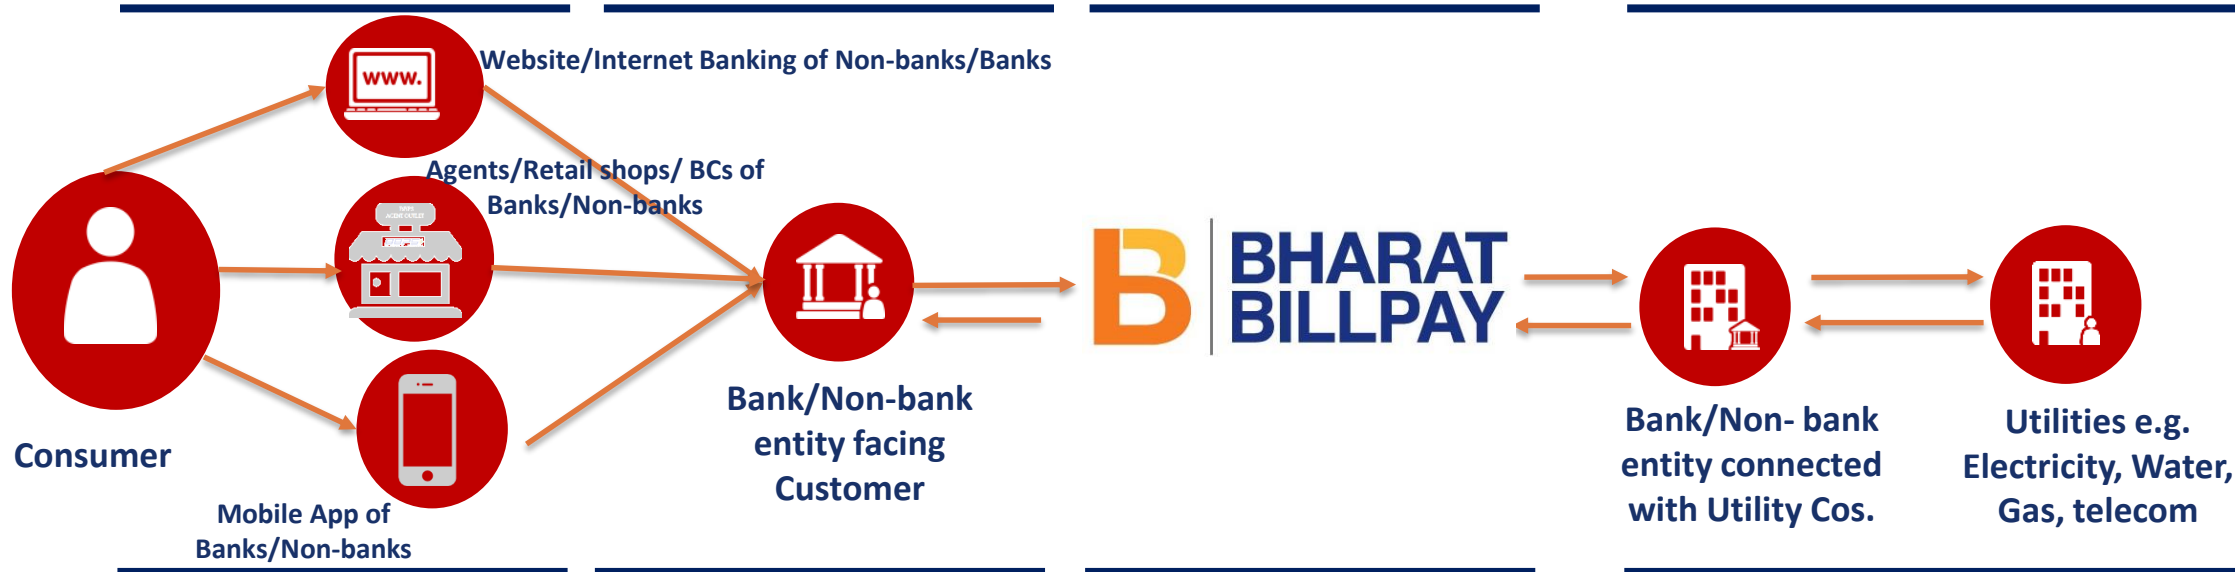 Website/Internet Banking of Non-banks/Banks
www.
Agents/Retail shops/ BCs of
Banks/Non-banks
AGENT OUTLET
BHARAT
BILLPAY
Consumer
Mobile App of
Banks/Non-banks
Bank/Non-bank
entity facing
Customer
Bank/Non- bank
entity connected
with Utility Cos.
Utilities e.g.
Electricity, Water,
Gas, telecom